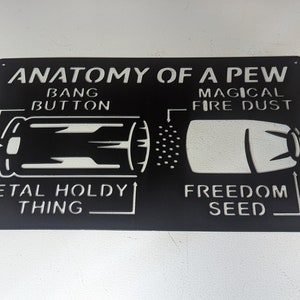 ANATOMY OF A PEW
BANG
BUTTON
MAGICAL
FIRE DUST
ETAL HOLDY
THING
FREEDOM
SEED